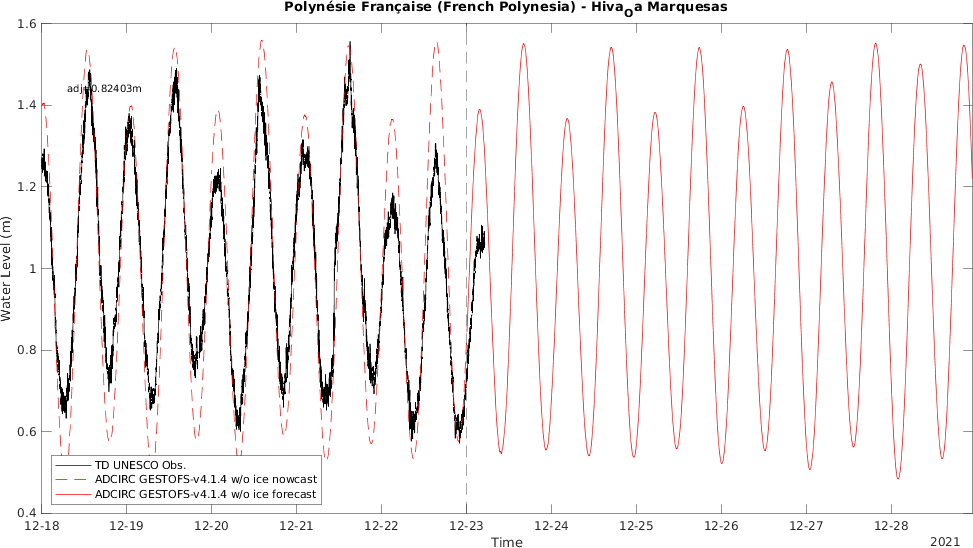 Polynésie Française (French Polynesia) - HivaOa Marquesas
1.6
1.4
1.2
1
0.8
0.6
0.4
Water Level (m)
adj=0.82403m
TD UNESCO Obs.
ADCIRC GESTOFS-v4.1.4 w/o ice nowcast
ADCIRC GESTOFS-v4.1.4 w/o ice forecast
12-18 12-19 12-20 12-21 12-22 12-23 12-24 12-25 12-26 12-27 12-28
Time
2021